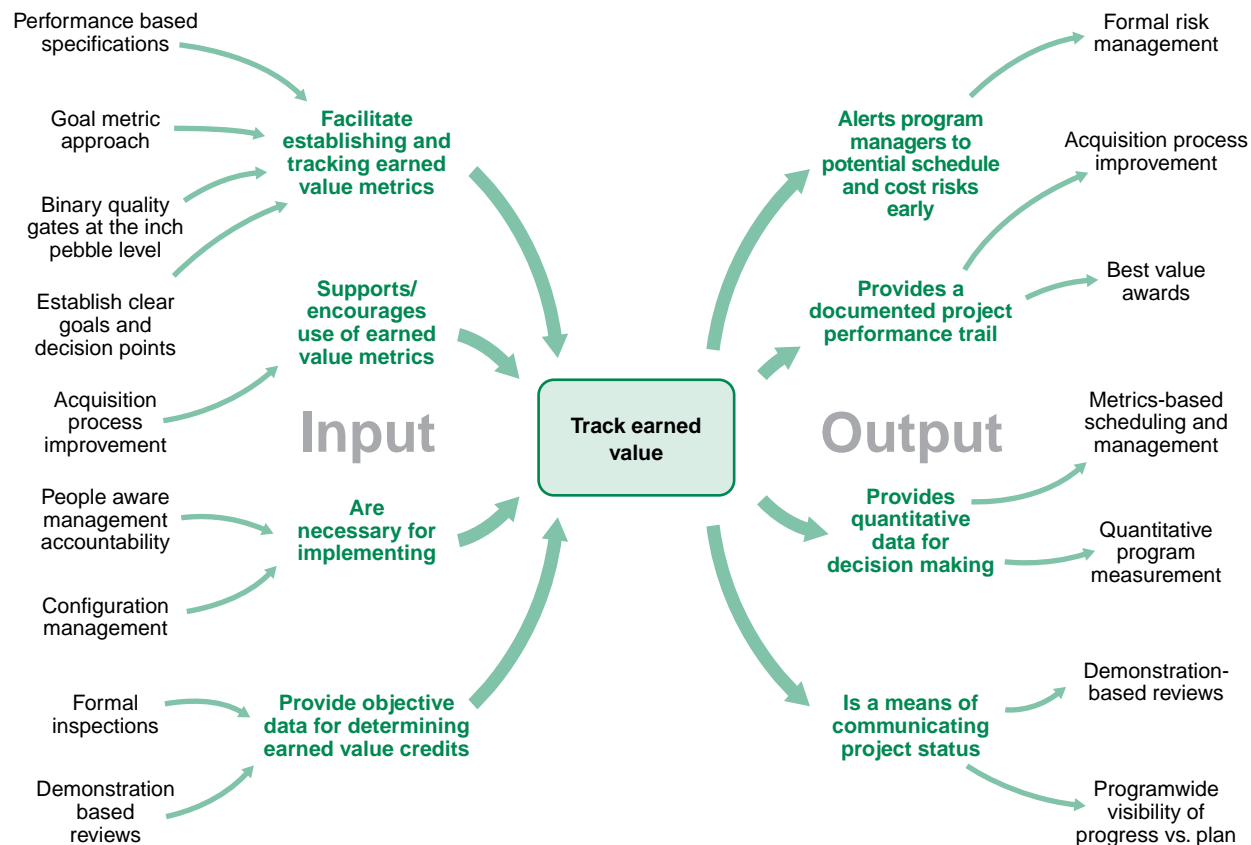 Performance based
specifications
Goal metric
approach
Binary quality
gates at the inch
pebble level
Establish clear
goals and
decision points
Acquisition
process
improvement
People aware
management
accountability
Configuration
management
Formal
inspections
Demonstration
based
reviews
Facilitate
establishing and
tracking earned
value metrics
Supports/
encourages
use of earned
value metrics
Input
Are
necessary for
implementing
Provide objective
data for determining
earned value credits
Track earned
value
Alerts program
managers to
potential schedule
and cost risks
early
Provides a
documented project
performance trail
Output
Provides
quantitative
data for
decision making
Is a means of
communicating
project status
Formal risk
management
Acquisition process
improvement
Best value
awards
Metrics-based
scheduling and
management
Quantitative
program
measurement
Demonstration-
based reviews
Programwide
visibility of
progress vs. plan